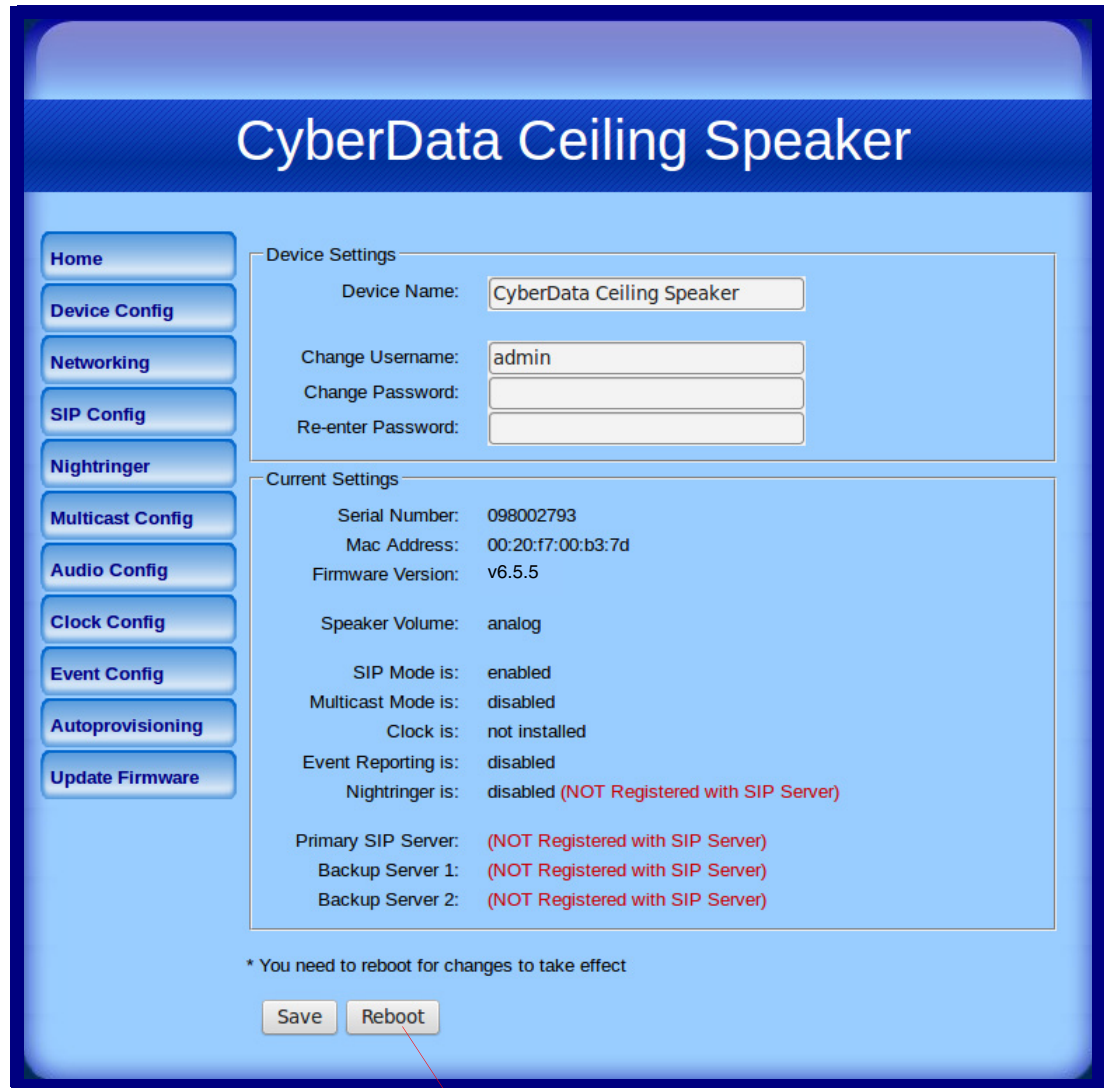 CyberData Ceiling Speaker
Home
Device Config
Networking
SIP Config
Nightringer
Multicast Config
Audio Config
Clock Config
Event Config
Autoprovisioning
Update Firmware
Device Settings
Device Name: CyberData Ceiling Speaker
Change Username: admin
Change Password:
Re-enter Password:
Current Settings
Serial Number: 098002793
Mac Address: 00:20:f7:00:b3:7d
Firmware Version: v6.5.5
Speaker Volume: analog
SIP Mode is: enabled
Multicast Mode is: disabled
Clock is: not installed
Event Reporting is: disabled
Nightringer is: disabled (NOT Registered with SIP Server)
Primary SIP Server: (NOT Registered with SIP Server)
Backup Server 1: (NOT Registered with SIP Server)
Backup Server 2: (NOT Registered with SIP Server)
* You need to reboot for changes to take effect
Save Reboot